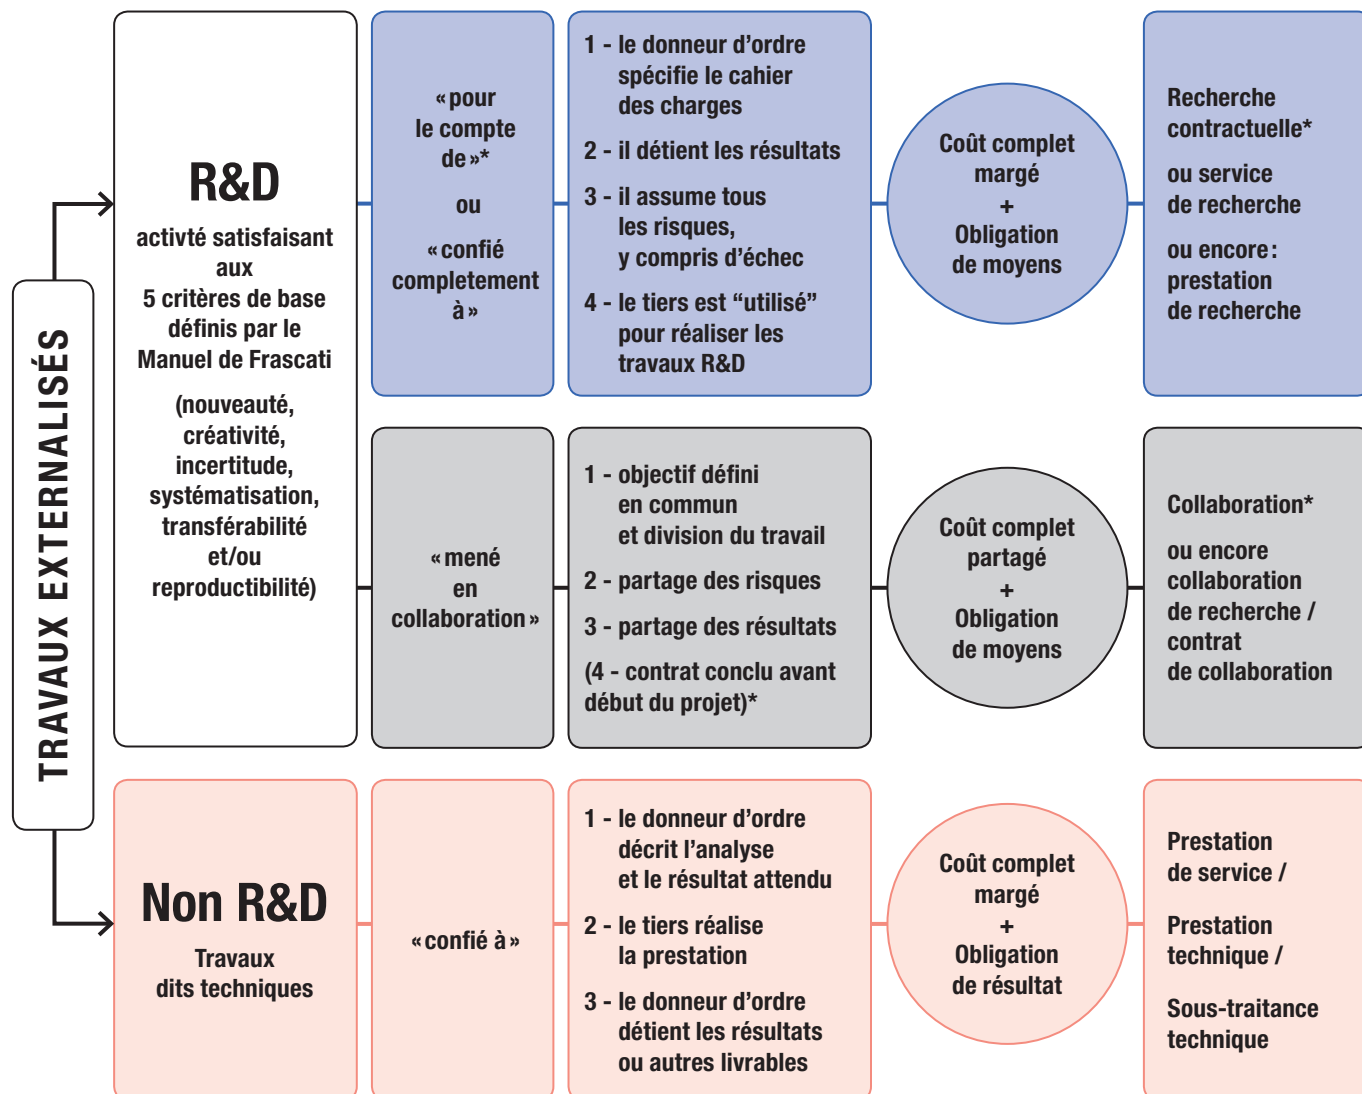 TRAVAUX EXTERNALISÉS
R&D
activté satisfaisant
aux
5 critères de base
définis par le
Manuel de Frascati
(nouveauté,
créativité,
incertitude,
systématisation,
transférabilité
et/ou
reproductibilité)
«pour
le compte
de»*
ou
«confié
completement
à»
1 - le donneur d’ordre
spécifie le cahier
des charges
2 - il détient les résultats
3 - il assume tous
les risques,
y compris d’échec
4 - le tiers est “utilisé”
pour réaliser les
travaux R&D
Coût complet
margé
+
Obligation
de moyens
Recherche
contractuelle*
ou service
de recherche
ou encore:
prestation
de recherche
«mené
en
collaboration»
1 - objectif défini
en commun
et division du travail
2 - partage des risques
3 - partage des résultats
(4 - contrat conclu avant
début du projet)*
Coût complet
partagé
+
Obligation
de moyens
Collaboration*
ou encore
collaboration
de recherche /
contrat
de collaboration
Non R&D
Travaux
dits techniques
«confié à»
1 - le donneur d’ordre
décrit l’analyse
et le résultat attendu
2 - le tiers réalise
la prestation
3 - le donneur d’ordre
détient les résultats
ou autres livrables
Coût complet
margé
+
Obligation
de résultat
Prestation
de service /
Prestation
technique /
Sous-traitance
technique